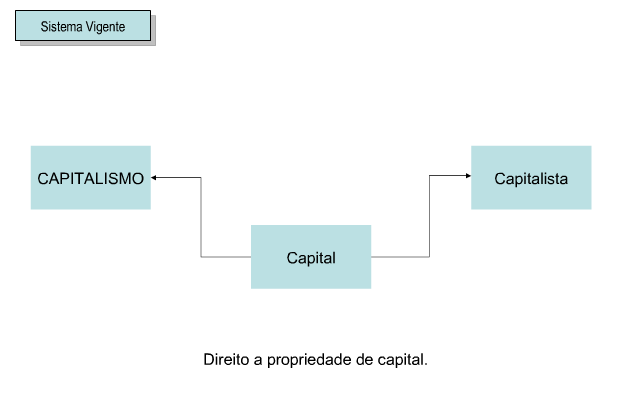 Sistema Vigente
CAPITALISMO
Capitalista
Capital
Direito a propriedade de capital.